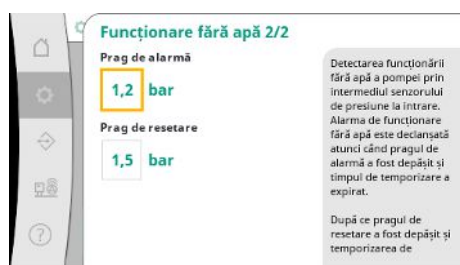 Funcționare fără apă 2/2
Prag de alarmă
1,2 bar
Prag de resetare
1,5 bar
Detectarea funcționării
fără apă a pompei prin
intermediul senzorului
de presiune la intrare.
Alarma de funcționare
fără apă este declanșată
atunci când pragul de
alarmă a fost depășit și
timpul de temporizare a
expirat.
După ce pragul de
resetare a fost depășit și
temporizarea de